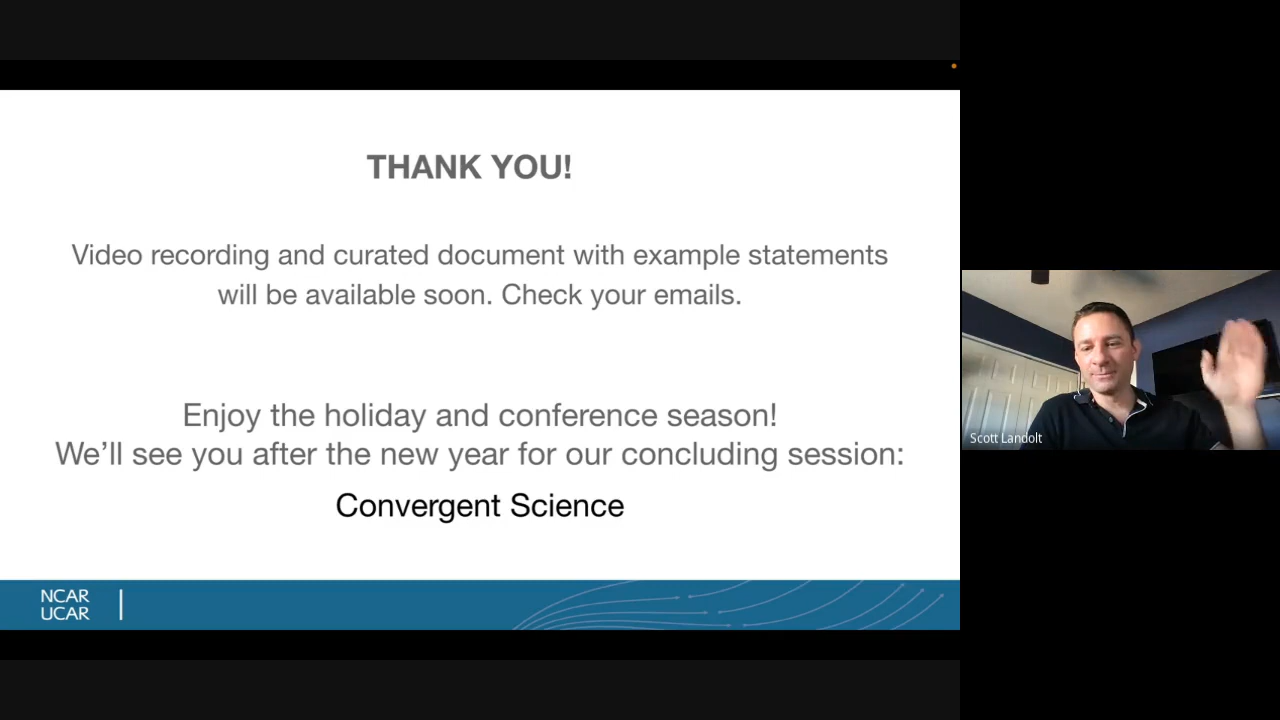 THANK YOU!
Video recording and curated document with example statements
will be available soon. Check your emails.
Enjoy the holiday and conference season!
We’ll see you after the new year for our concluding session:
Convergent Science
NCAR
UCAR
Scott Landolt